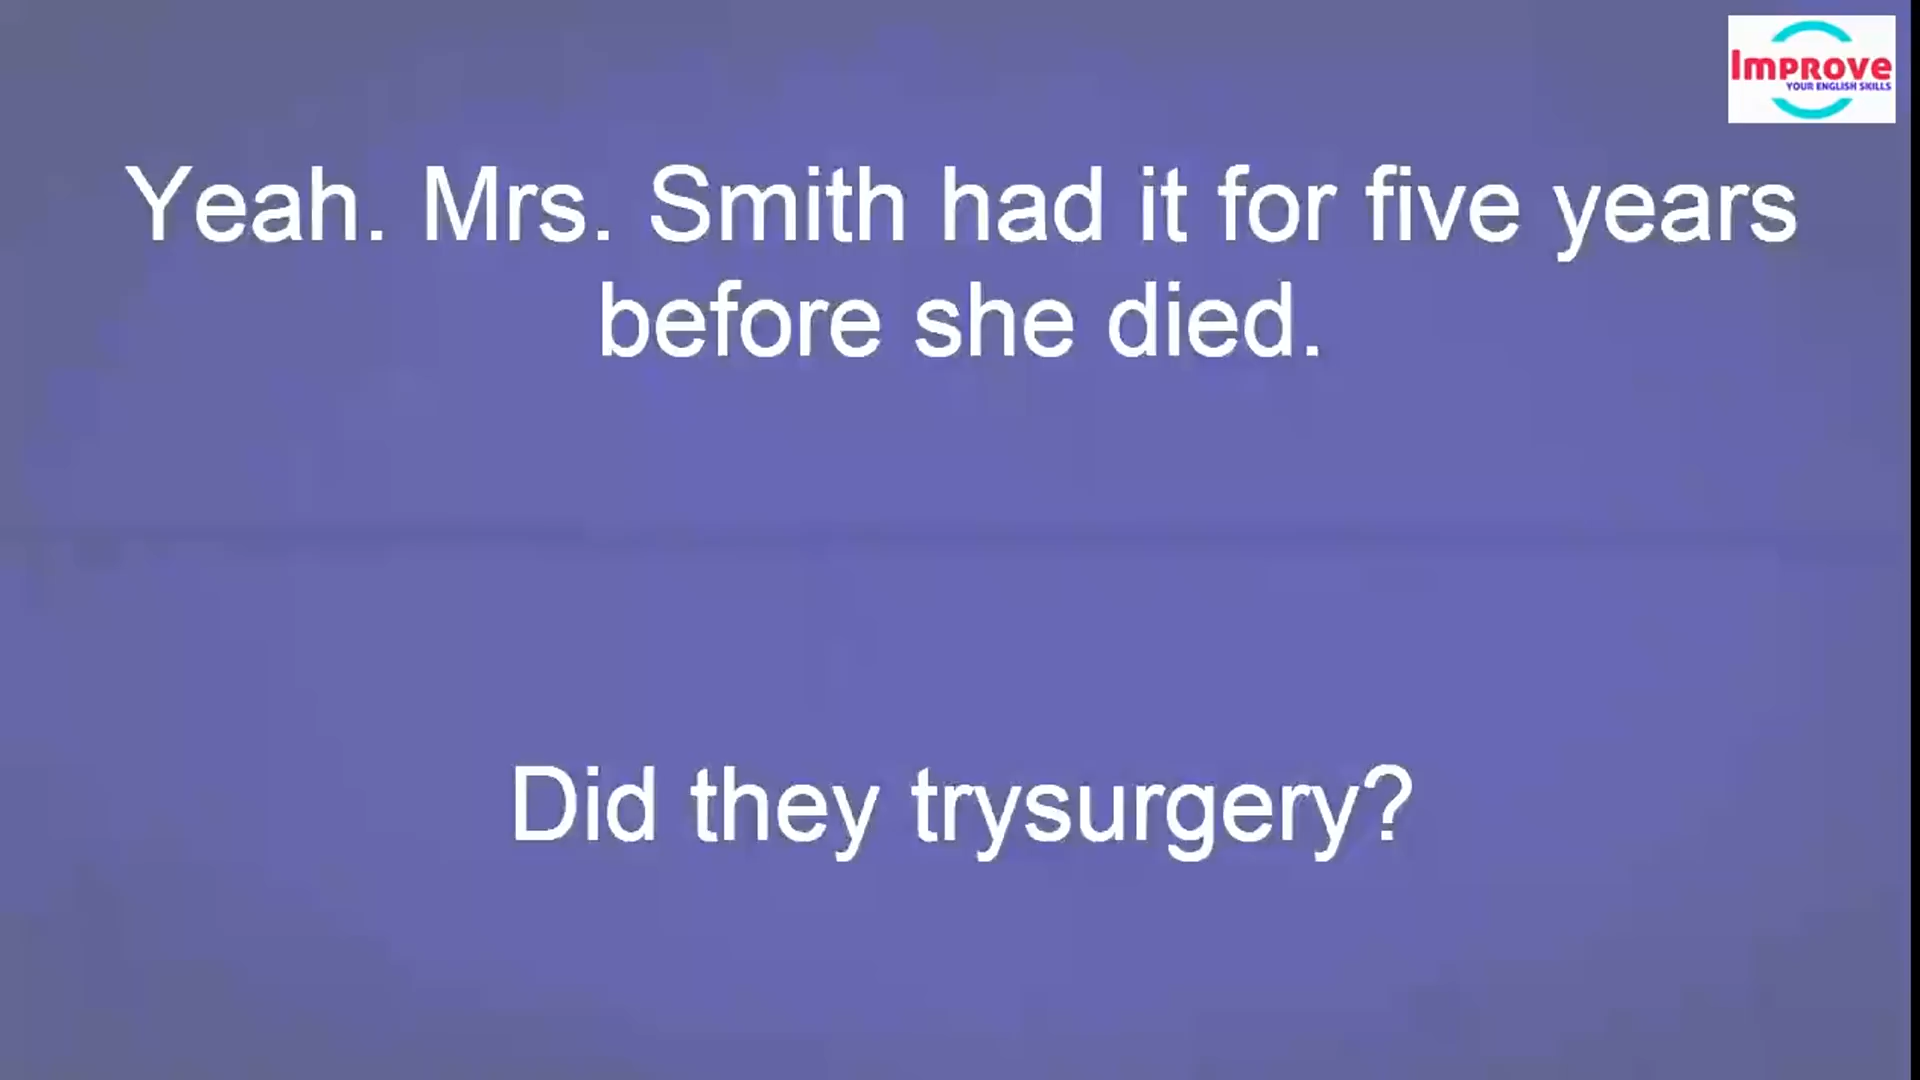 Improve
YOUR ENGLISH SKILLS
Yeah. Mrs. Smith had it for five years
before she died.
Did they trysurgery?